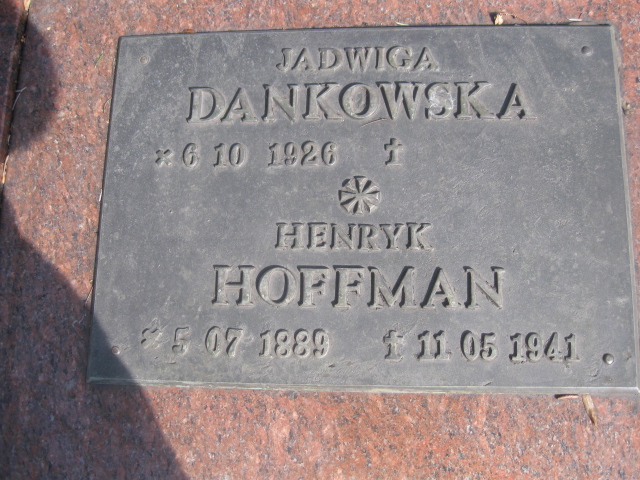 JADWIGA
DANKOWSKA
* 6 10 1926 †
HENRYK
HOFFMAN
* 5 07 1889 † 11 05 1941